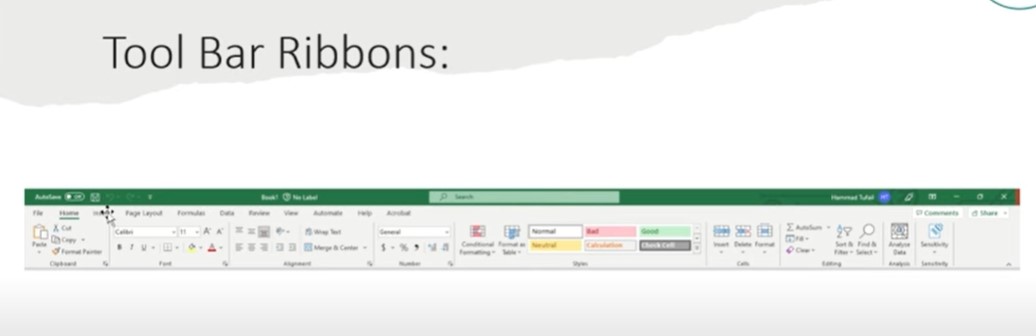 Tool Bar Ribbons:
AutoSave Off Book1 No Label Search Hammad Tufail HT
File Home Page Layout Formulas Data Review View Automate Help Acrobat Comments Share
Cut Calibri 11 A A Wrap Text General Normal Bad Good AutoSum
Paste Copy B I U A Merge & Center $ % Conditional Formatting Format as Table Neutral Calculation Check Cell Insert Delete Format Fill Sort & Filter Find & Select Analyze Data Sensitivity
Format Painter Clear
Clipboard Font Alignment Number Styles Cells Editing Analysis Sensitivity